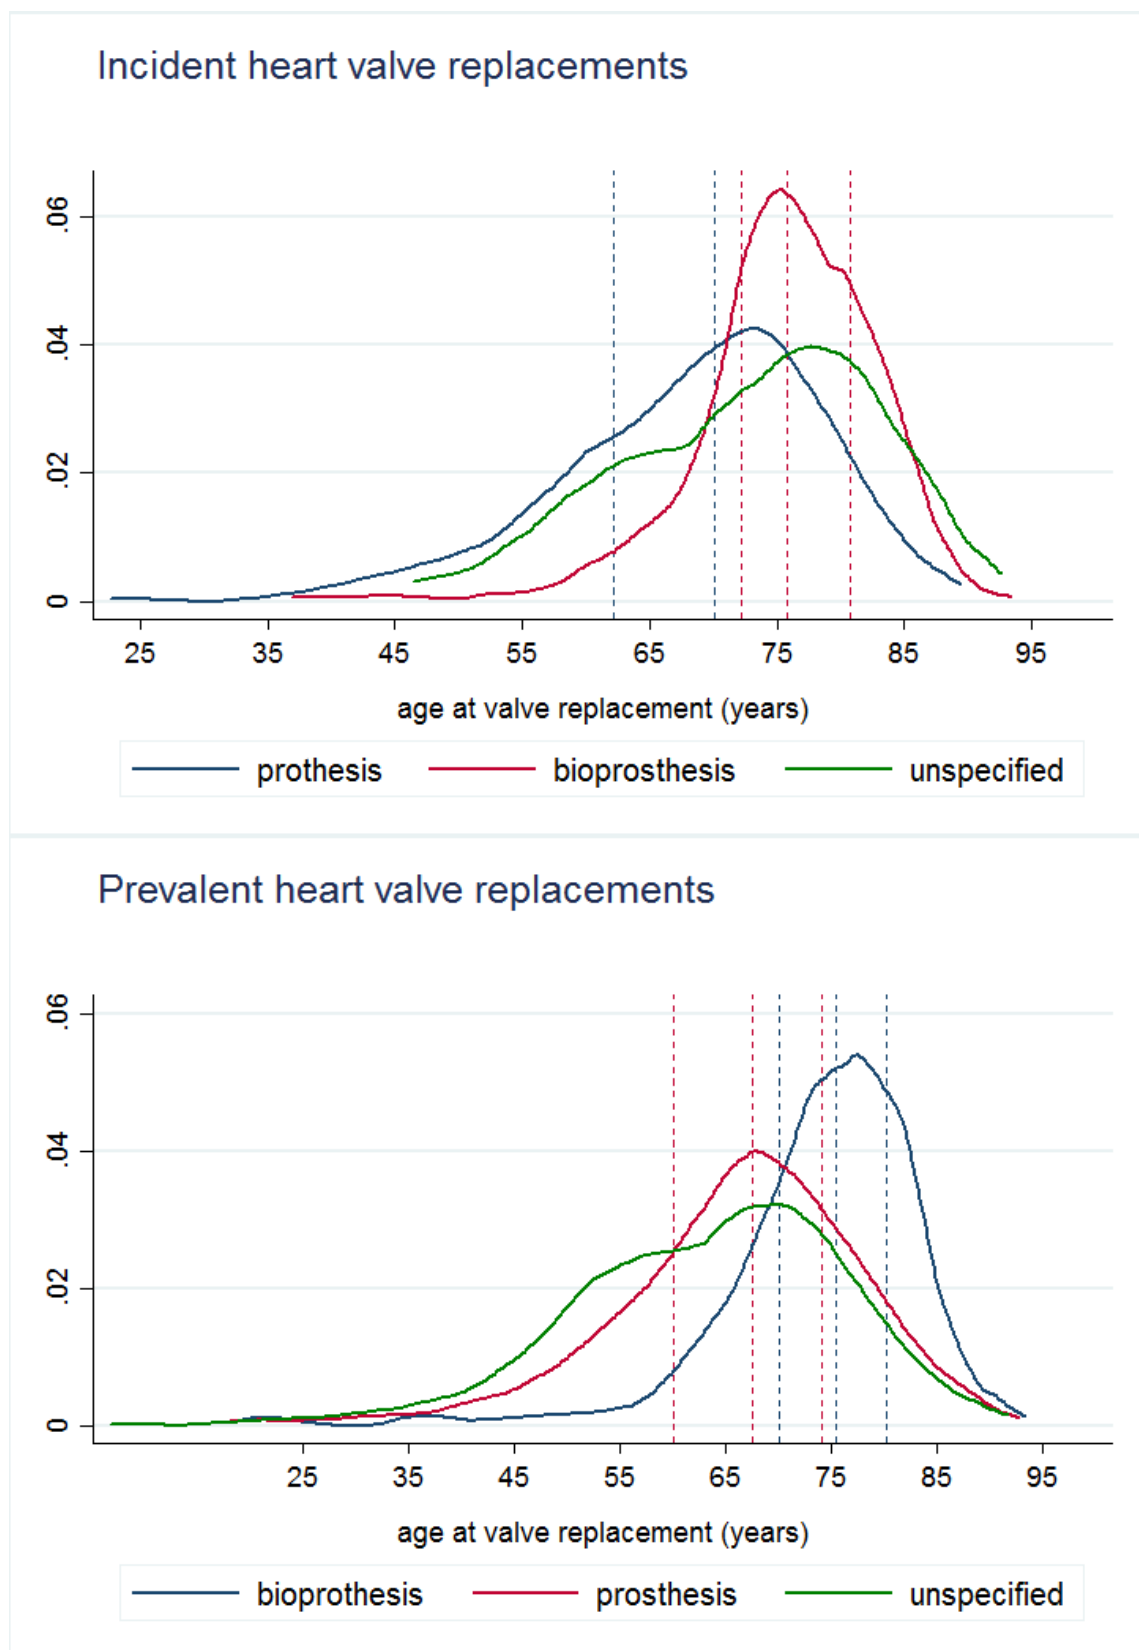 Incident heart valve replacements
.06
.04
.02
0
25 35 45 55 65 75 85 95
age at valve replacement (years)
prothesis bioprosthesis unspecified
Prevalent heart valve replacements
.06
.04
.02
0
25 35 45 55 65 75 85 95
age at valve replacement (years)
bioprothesis prosthesis unspecified